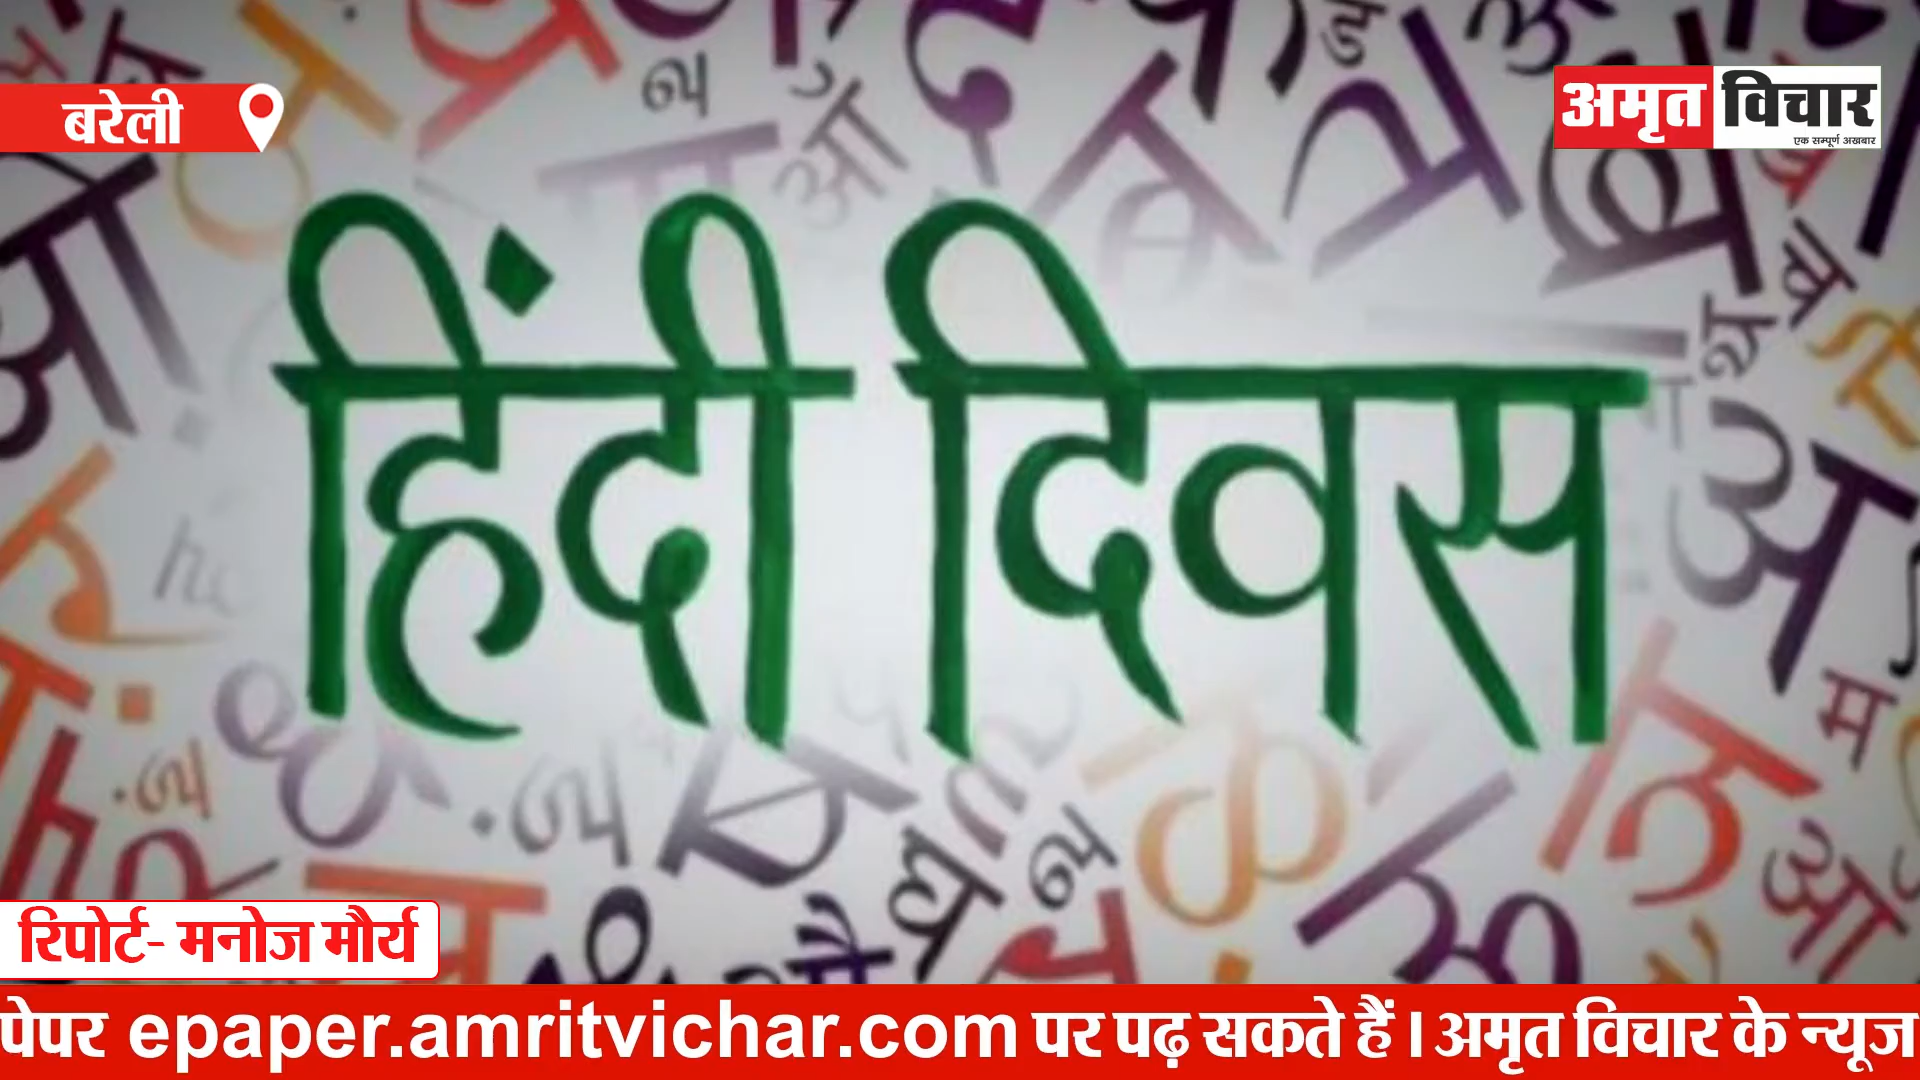 बरेली
अमृत विचार
एक सम्पूर्ण अखबार
हिंदी दिवस
रिपोर्ट- मनोज मौर्य
पेपर epaper.amritvichar.com पर पढ़ सकते हैं । अमृत विचार के न्यूज